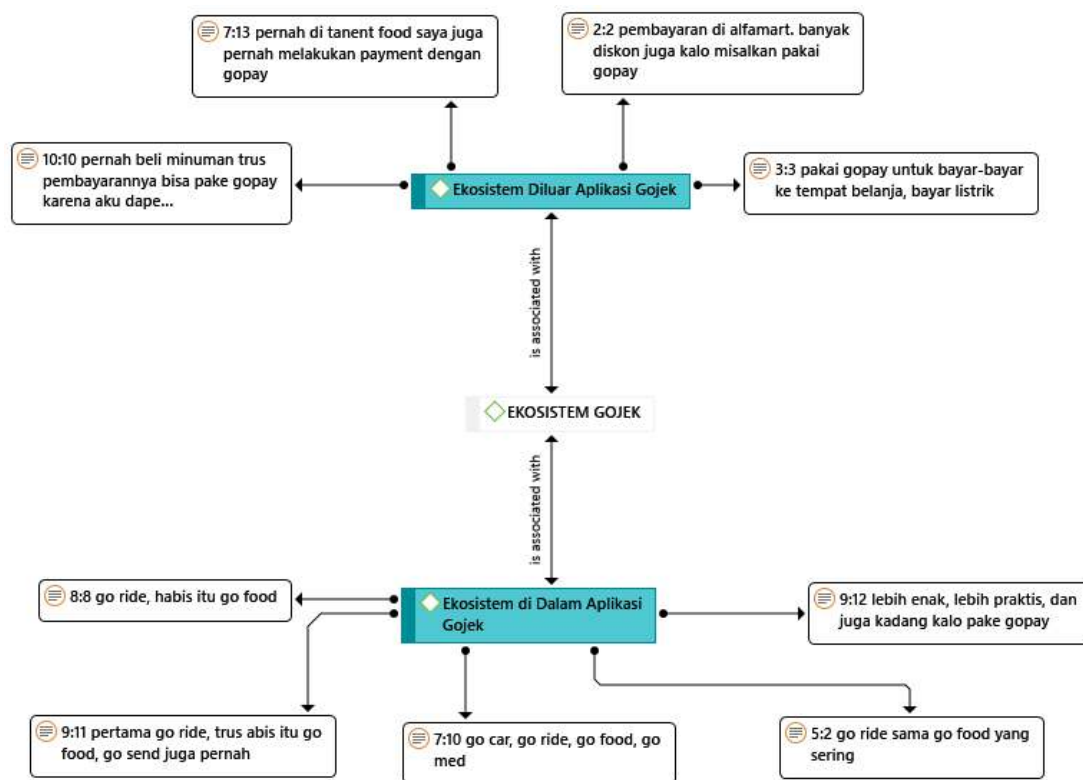 7:13 pernah di tanent food saya juga
pernah melakukan payment dengan
gopay
2:2 pembayaran di alfamart. banyak
diskon juga kalo misalkan pakai
gopay
10:10 pernah beli minuman trus
pembayarannya bisa pake gopay
karena aku dape...
Ekosistem Diluar Aplikasi Gojek
3:3 pakai gopay untuk bayar-bayar
ke tempat belanja, bayar listrik
is associated with
EKOSISTEM GOJEK
is associated with
8:8 go ride, habis itu go food
Ekosistem di Dalam Aplikasi
Gojek
9:12 lebih enak, lebih praktis, dan
juga kadang kalo pake gopay
9:11 pertama go ride, trus abis itu go
food, go send juga pernah
7:10 go car, go ride, go food, go
med
5:2 go ride sama go food yang
sering